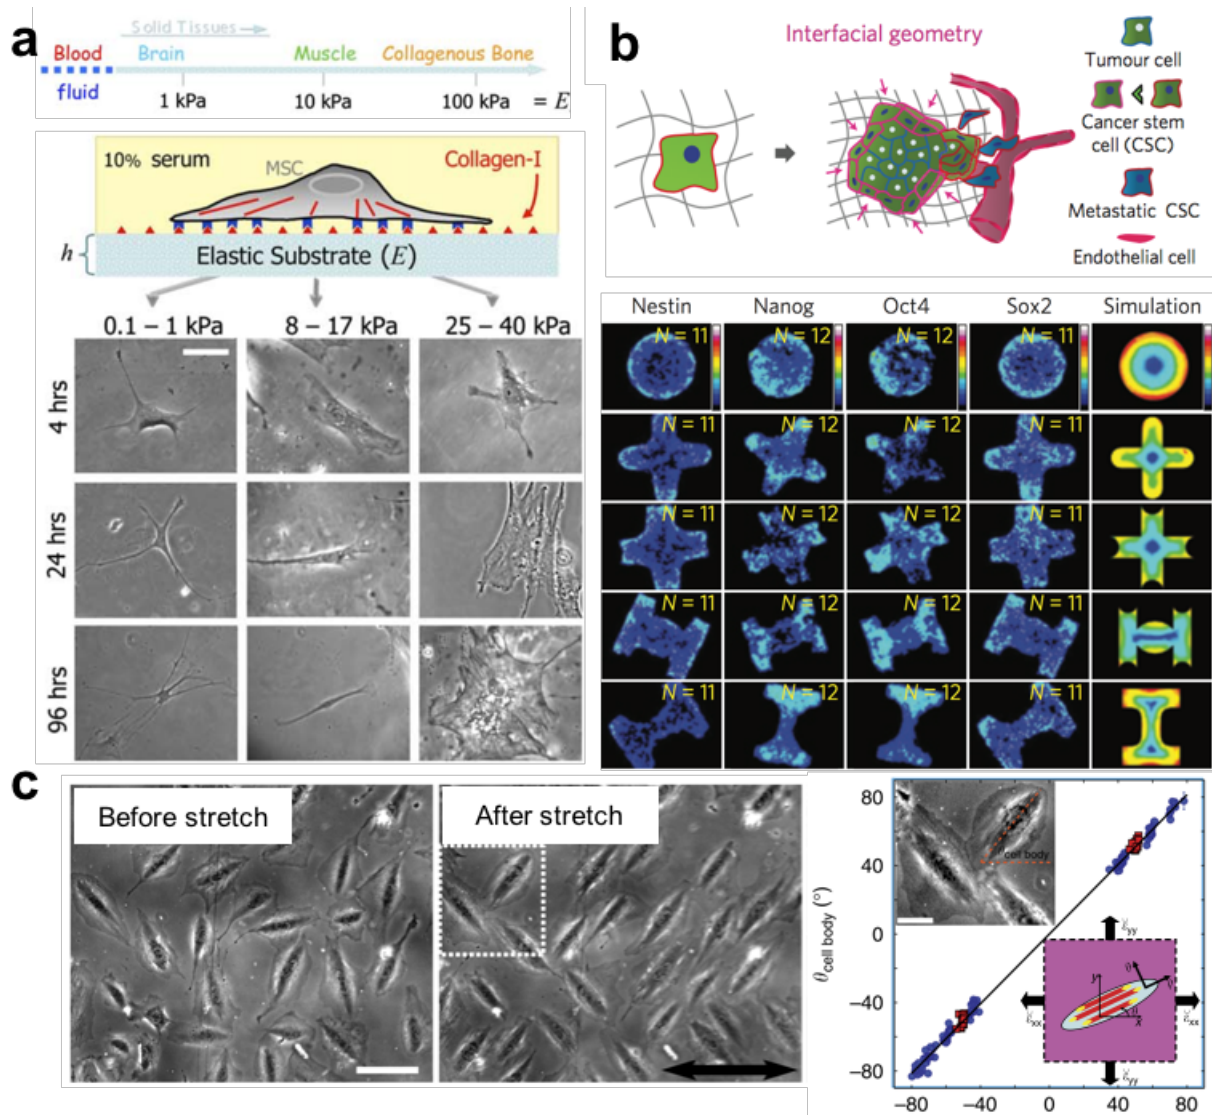 a
Solid Tissues
Blood Brain Muscle Collagenous Bone
fluid 1 kPa 10 kPa 100 kPa = E
10% serum MSC Collagen-I
h Elastic Substrate (E)
0.1 – 1 kPa 8 – 17 kPa 25 – 40 kPa
4 hrs
24 hrs
96 hrs
b
Interfacial geometry
Tumour cell
Cancer stem
cell (CSC)
Metastatic CSC
Endothelial cell
Nestin Nanog Oct4 Sox2 Simulation
N = 11 N = 12 N = 12 N = 11
N = 11 N = 12 N = 12 N = 11
N = 11 N = 12 N = 12 N = 11
N = 11 N = 12 N = 12 N = 11
N = 11 N = 12 N = 12 N = 11
c
Before stretch After stretch
θcell body (°)
80
40
0
−40
−80
−80 −40 0 40 80
cell body
y
x
θ
ε̇yy
ε̇xx ε̇xx
ε̇yy